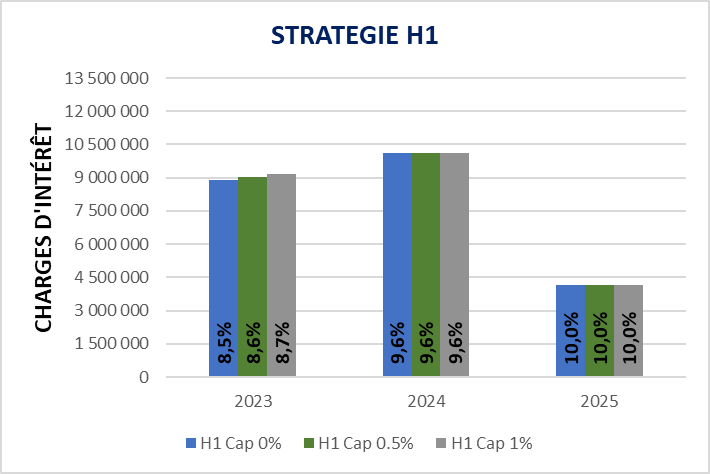 STRATEGIE H1
CHARGES D'INTÉRÊT
13 500 000
12 000 000
10 500 000
9 000 000
7 500 000
6 000 000
4 500 000
3 000 000
1 500 000
0
8,5%
8,6%
8,7%
9,6%
9,6%
9,6%
10,0%
10,0%
10,0%
2023
2024
2025
H1 Cap 0%
H1 Cap 0.5%
H1 Cap 1%